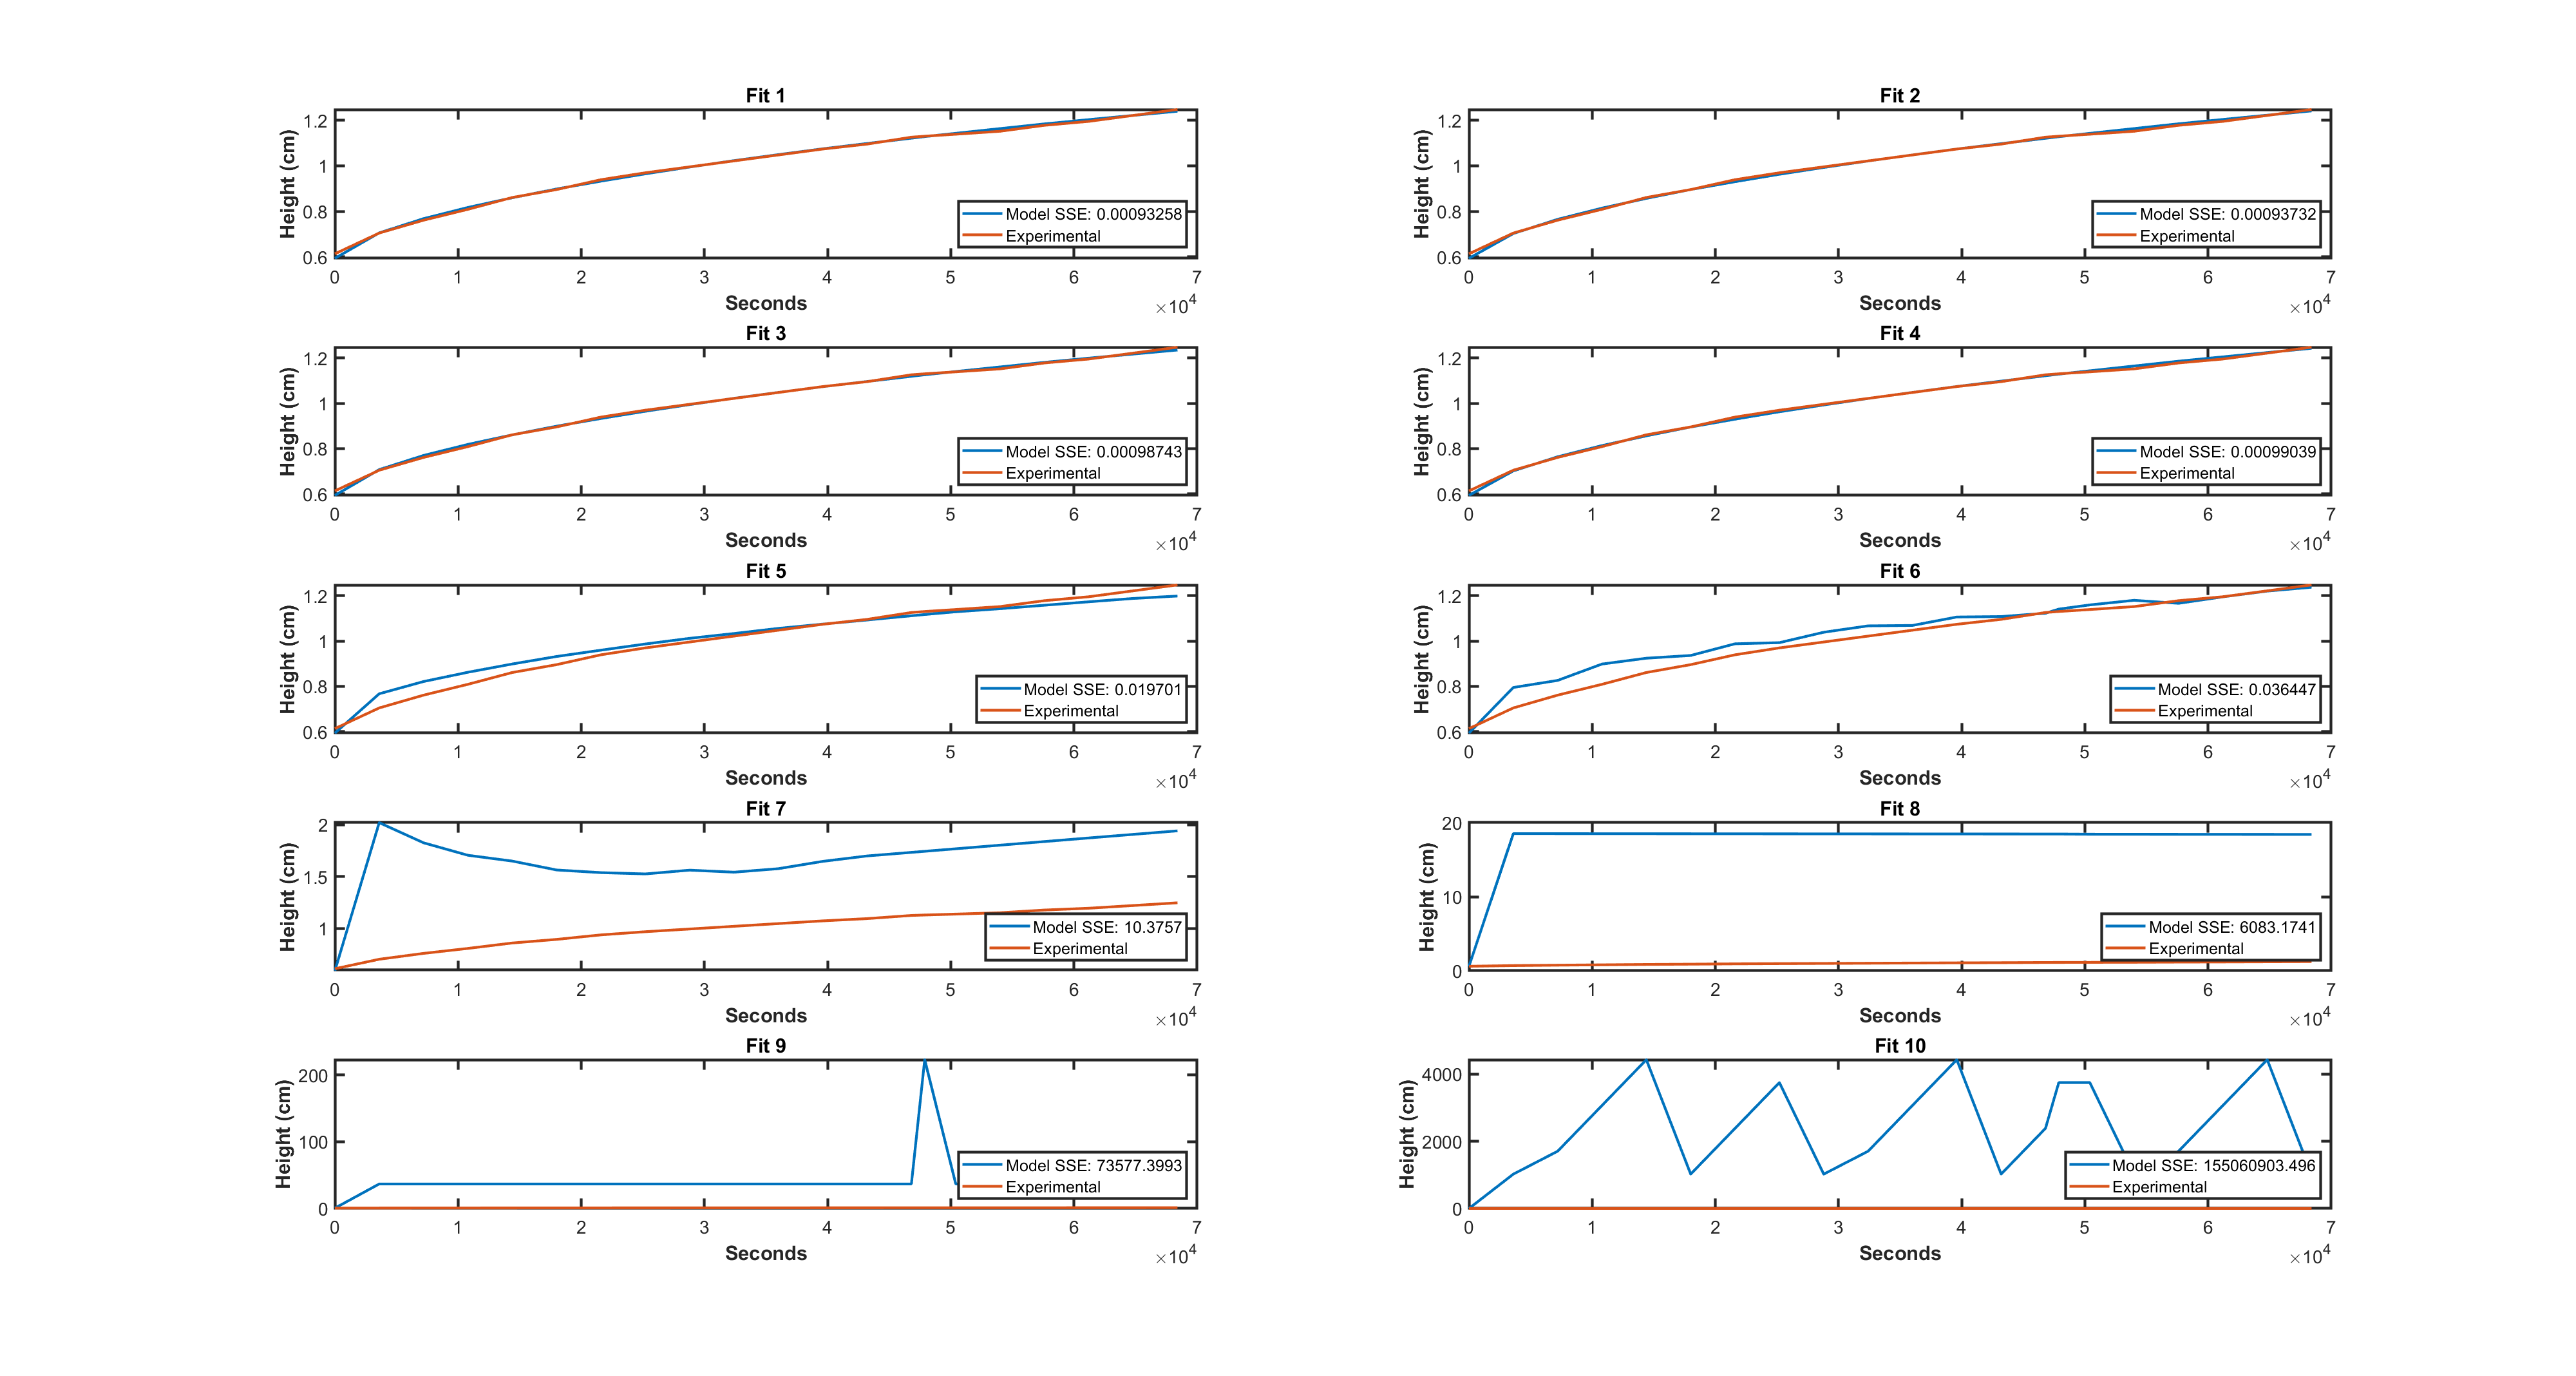 Fit 1
Height (cm)
1.2
1
0.8
0.6
Model SSE: 0.00093258
Experimental
0 1 2 3 4 5 6 7
Seconds
×10^4
Fit 2
Height (cm)
1.2
1
0.8
0.6
Model SSE: 0.00093732
Experimental
0 1 2 3 4 5 6 7
Seconds
×10^4
Fit 3
Height (cm)
1.2
1
0.8
0.6
Model SSE: 0.00098743
Experimental
0 1 2 3 4 5 6 7
Seconds
×10^4
Fit 4
Height (cm)
1.2
1
0.8
0.6
Model SSE: 0.00099039
Experimental
0 1 2 3 4 5 6 7
Seconds
×10^4
Fit 5
Height (cm)
1.2
1
0.8
0.6
Model SSE: 0.019701
Experimental
0 1 2 3 4 5 6 7
Seconds
×10^4
Fit 6
Height (cm)
1.2
1
0.8
0.6
Model SSE: 0.036447
Experimental
0 1 2 3 4 5 6 7
Seconds
×10^4
Fit 7
Height (cm)
2
1.5
1
Model SSE: 10.3757
Experimental
0 1 2 3 4 5 6 7
Seconds
×10^4
Fit 8
Height (cm)
20
10
0
Model SSE: 6083.1741
Experimental
0 1 2 3 4 5 6 7
Seconds
×10^4
Fit 9
Height (cm)
200
100
0
Model SSE: 73577.3993
Experimental
0 1 2 3 4 5 6 7
Seconds
×10^4
Fit 10
Height (cm)
4000
2000
0
Model SSE: 155060903.496
Experimental
0 1 2 3 4 5 6 7
Seconds
×10^4